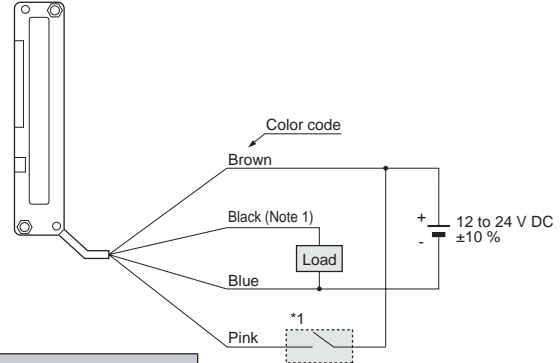 Color code
Brown
Black (Note 1)
+ 12 to 24 V DC
- ±10 %
Load
Blue
*1
Pink